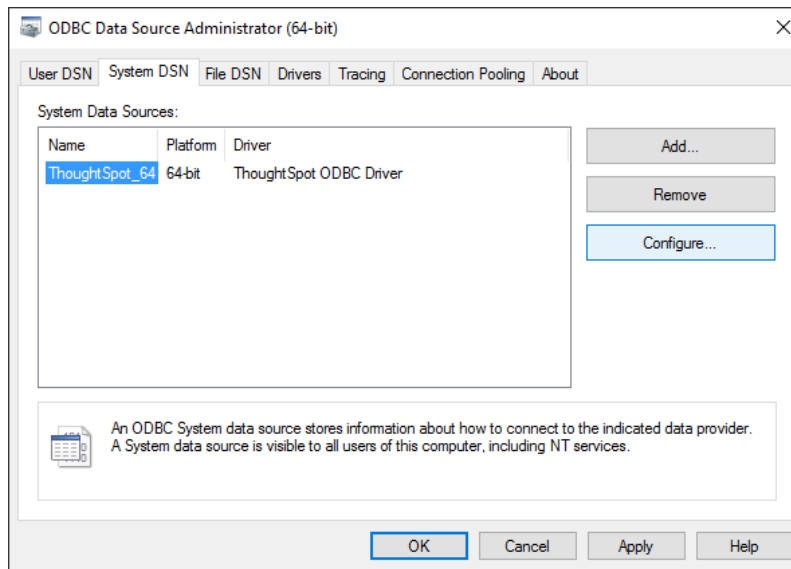 ODBC Data Source Administrator (64-bit)
User DSN System DSN File DSN Drivers Tracing Connection Pooling About
System Data Sources:
Name Platform Driver
ThoughtSpot_64 64-bit ThoughtSpot ODBC Driver
Add...
Remove
Configure...
An ODBC System data source stores information about how to connect to the indicated data provider.
A System data source is visible to all users of this computer, including NT services.
OK Cancel Apply Help